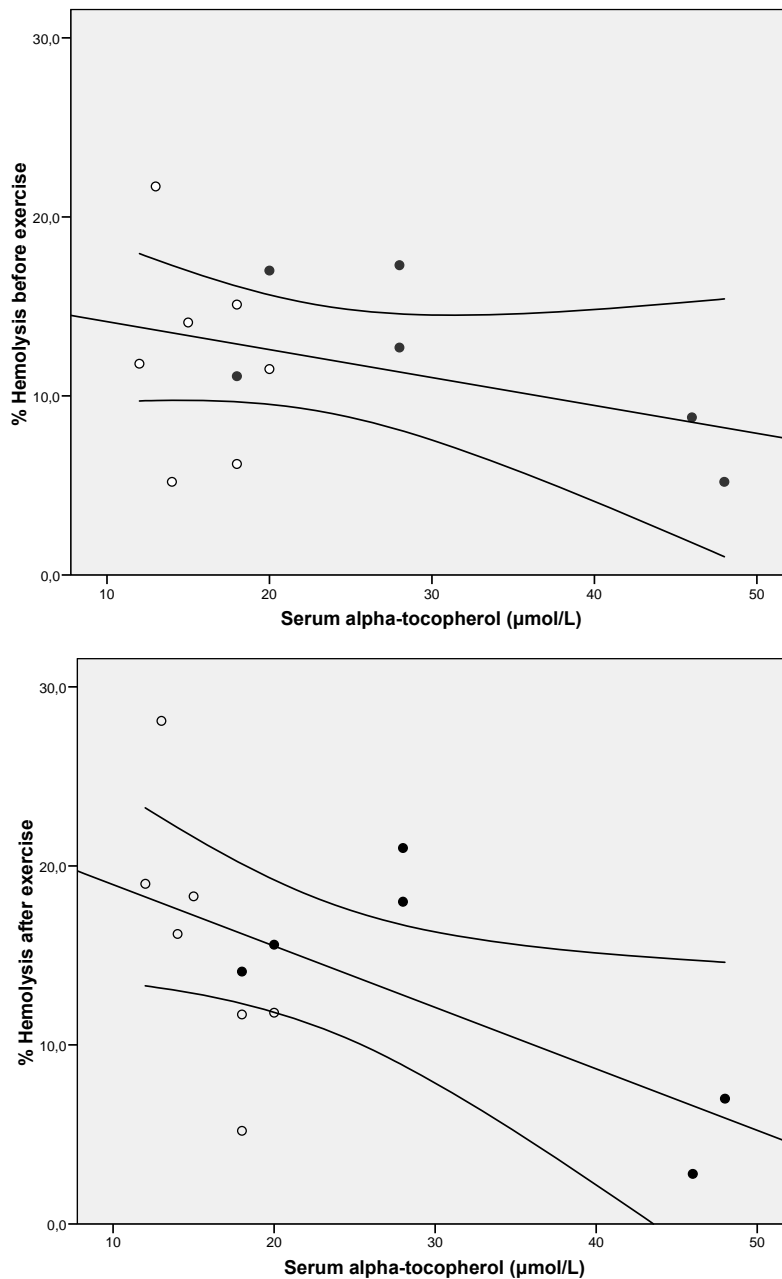 30,0
20,0
10,0
0,0
% Hemolysis before exercise
10 20 30 40 50
Serum alpha-tocopherol (µmol/L)
30,0
20,0
10,0
0,0
% Hemolysis after exercise
10 20 30 40 50
Serum alpha-tocopherol (µmol/L)